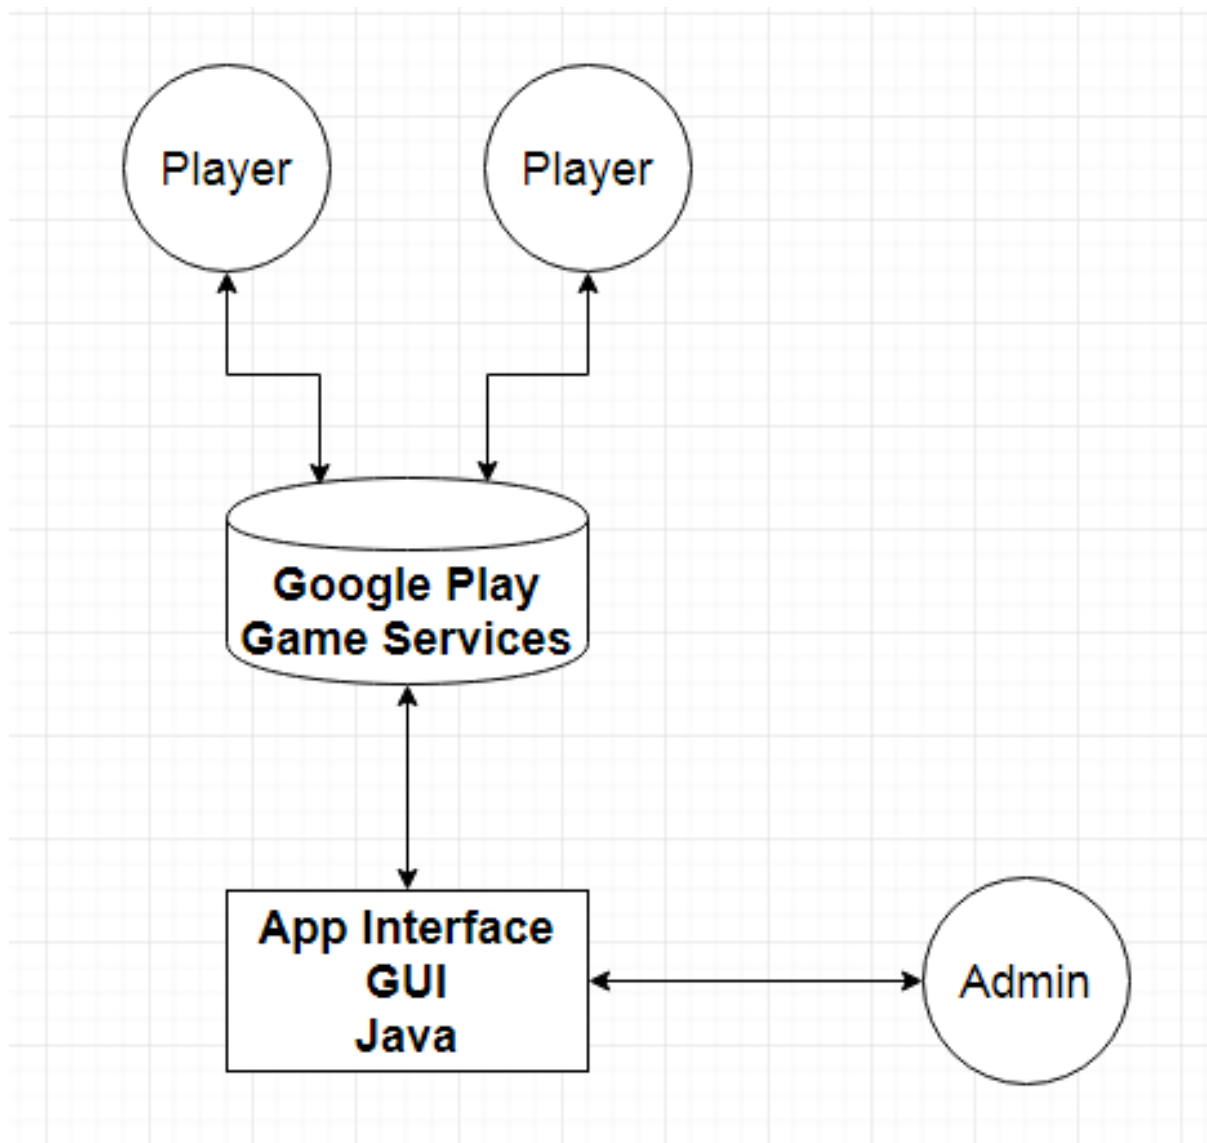 Player
Player
Google Play
Game Services
App Interface
GUI
Java
Admin